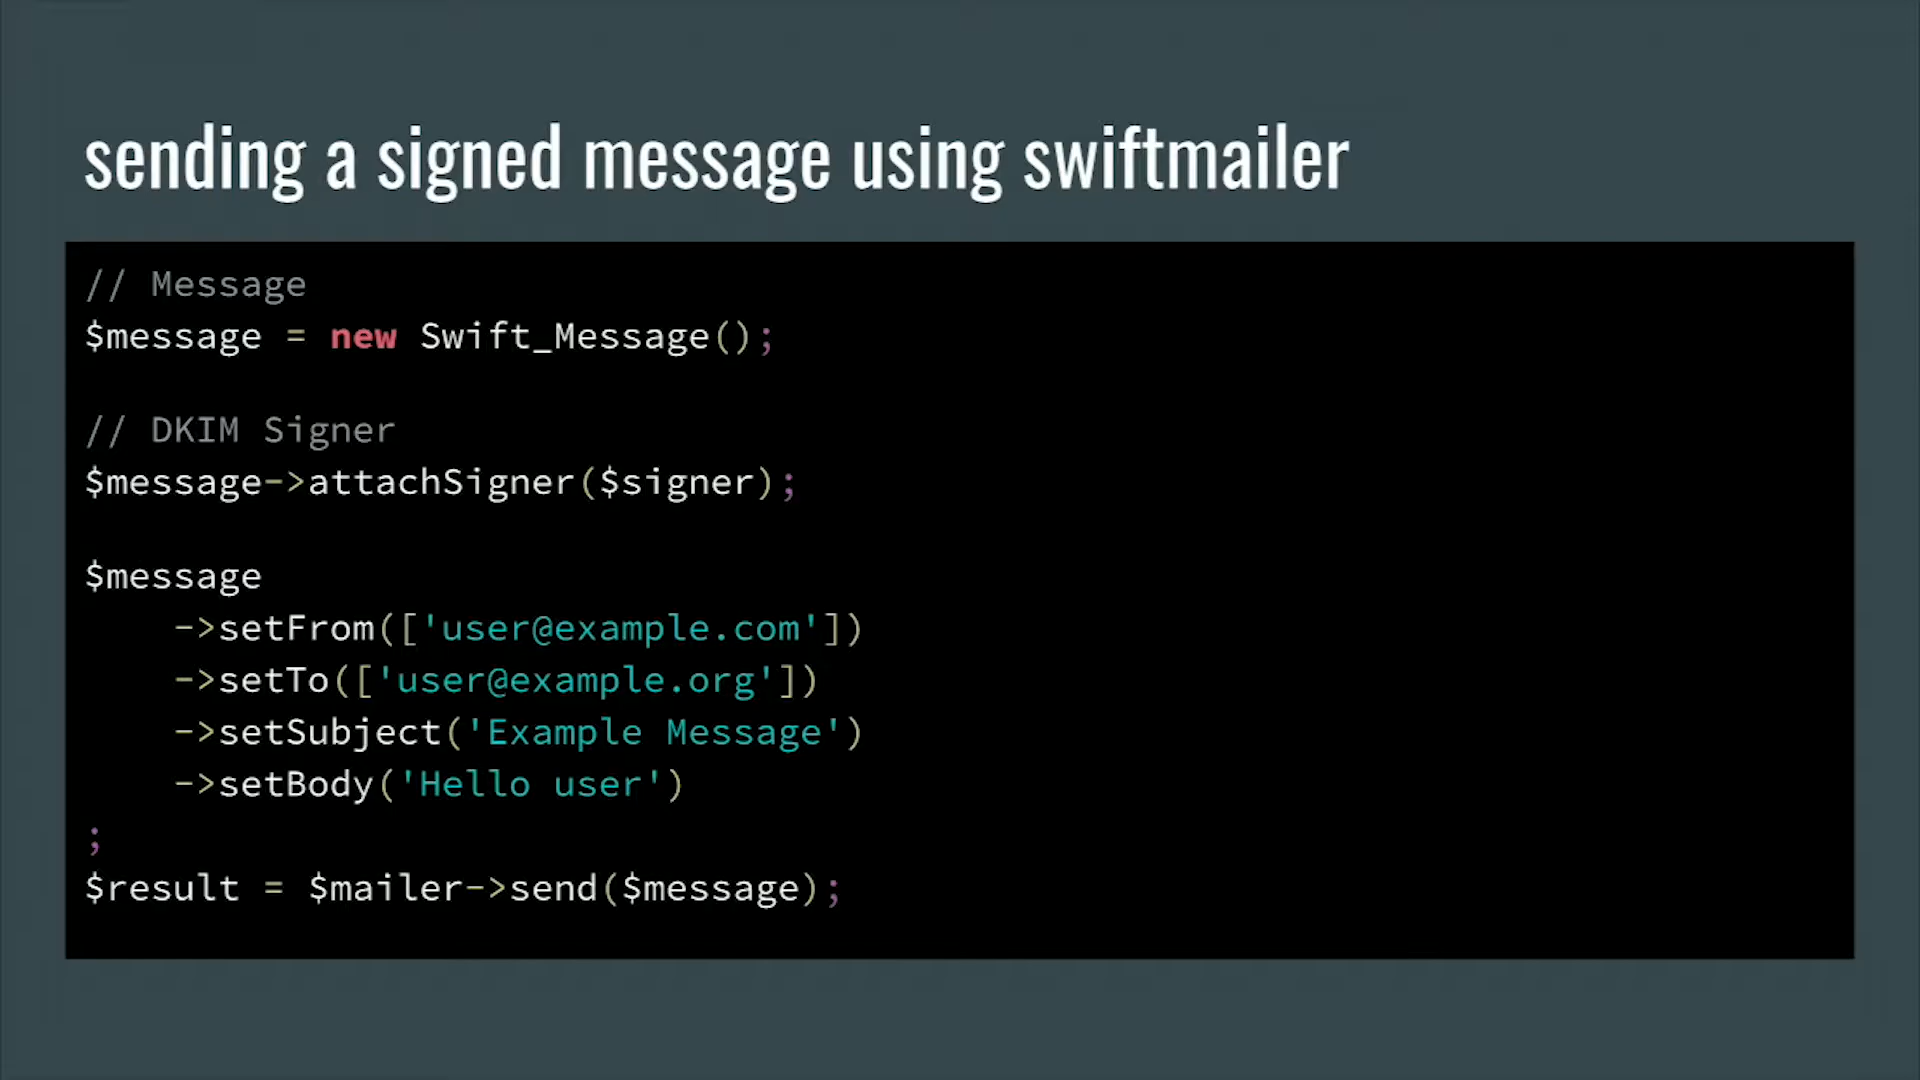 sending a signed message using swiftmailer
// Message
$message = new Swift_Message();
// DKIM Signer
$message->attachSigner($signer);
$message
->setFrom(['user@example.com'])
->setTo(['user@example.org'])
->setSubject('Example Message')
->setBody('Hello user')
;
$result = $mailer->send($message);